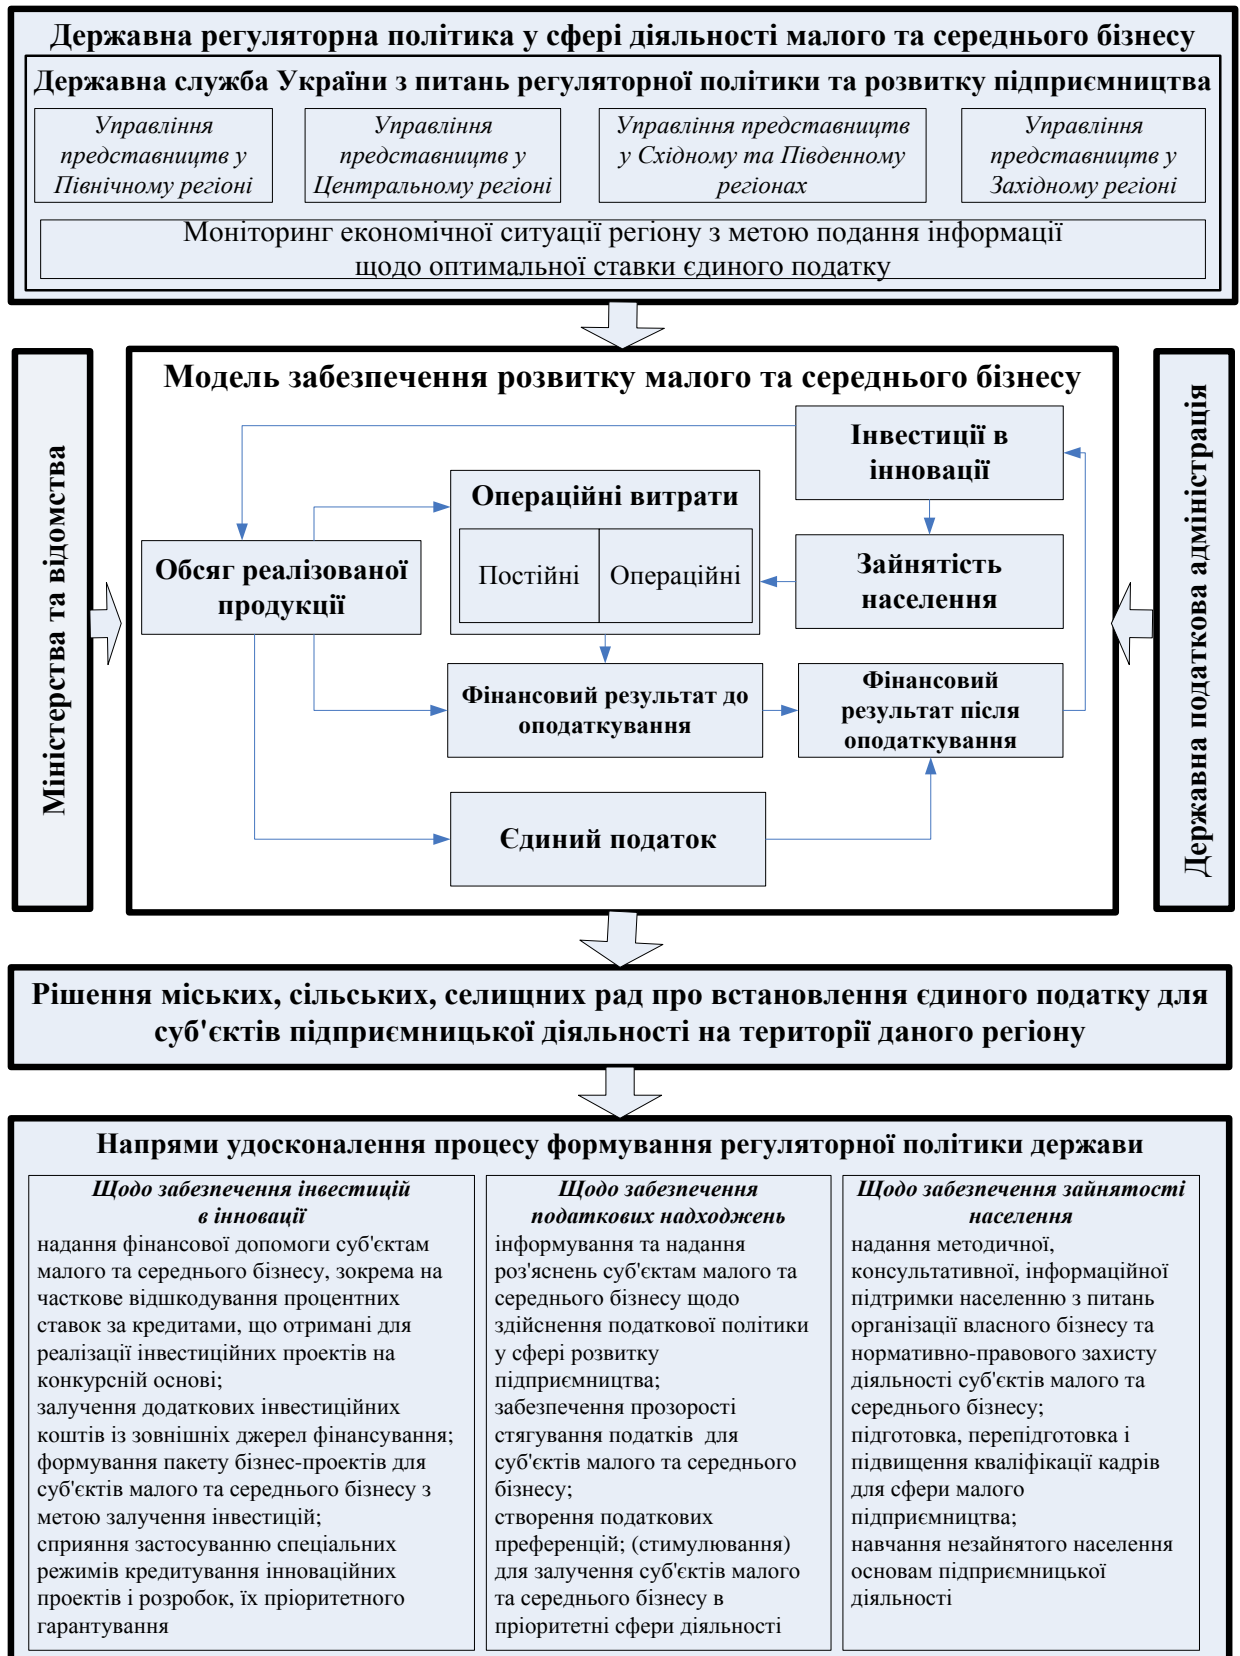 Державна регуляторна політика у сфері діяльності малого та середнього бізнесу
Державна служба України з питань регуляторної політики та розвитку підприємництва
Управління
представництв у
Північному регіоні
Управління
представництв у
Центральному регіоні
Управління представництв
у Східному та Південному
регіонах
Управління
представництв у
Західному регіоні
Моніторинг економічної ситуації регіону з метою подання інформації
щодо оптимальної ставки єдиного податку
Міністерства та відомства
Модель забезпечення розвитку малого та середнього бізнесу
Інвестиції в
інновації
Операційні витрати
Постійні
Операційні
Обсяг реалізованої
продукції
Зайнятість
населення
Фінансовий результат до
оподаткування
Фінансовий
результат після
оподаткування
Єдиний податок
Державна податкова адміністрація
Рішення міських, сільських, селищних рад про встановлення єдиного податку для
суб'єктів підприємницької діяльності на території даного регіону
Напрями удосконалення процесу формування регуляторної політики держави
Щодо забезпечення інвестицій
в інновації
надання фінансової допомоги суб'єктам
малого та середнього бізнесу, зокрема на
часткове відшкодування процентних
ставок за кредитами, що отримані для
реалізації інвестиційних проектів на
конкурсній основі;
залучення додаткових інвестиційних
коштів із зовнішніх джерел фінансування;
формування пакету бізнес-проектів для
суб'єктів малого та середнього бізнесу з
метою залучення інвестицій;
сприяння застосуванню спеціальних
режимів кредитування інноваційних
проектів і розробок, їх пріоритетного
гарантування
Щодо забезпечення
податкових надходжень
інформування та надання
роз'яснень суб'єктам малого та
середнього бізнесу щодо
здійснення податкової політики
у сфері розвитку
підприємництва;
забезпечення прозорості
стягування податків для
суб'єктів малого та середнього
бізнесу;
створення податкових
преференцій; (стимулювання)
для залучення суб'єктів малого
та середнього бізнесу в
пріоритетні сфери діяльності
Щодо забезпечення зайнятості
населення
надання методичної,
консультативної, інформаційної
підтримки населенню з питань
організації власного бізнесу та
нормативно-правового захисту
діяльності суб'єктів малого та
середнього бізнесу;
підготовка, перепідготовка і
підвищення кваліфікації кадрів
для сфери малого
підприємництва;
навчання незайнятого населення
основам підприємницької
діяльності